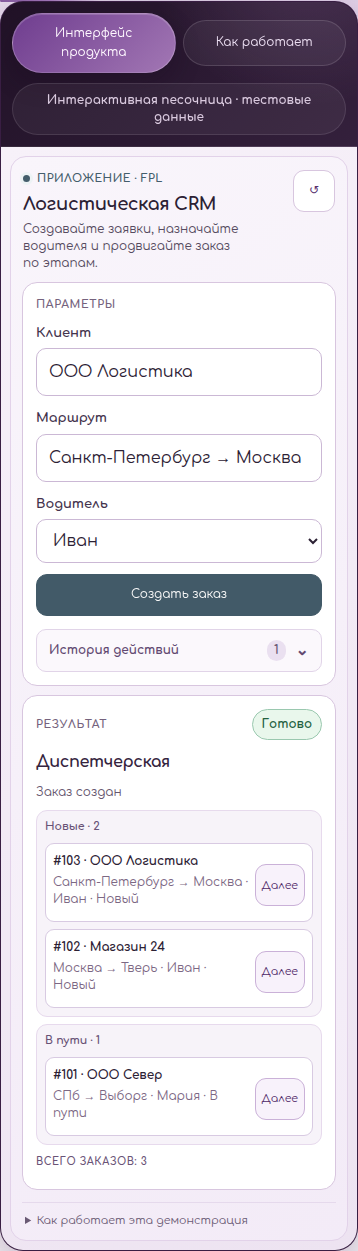 Интерфейс
продукта
Как работает
Интерактивная песочница · тестовые
данные
ПРИЛОЖЕНИЕ · FPL
Логистическая CRM
↺
Создавайте заявки, назначайте
водителя и продвигайте заказ
по этапам.
ПАРАМЕТРЫ
Клиент
ООО Логистика
Маршрут
Санкт-Петербург → Москва
Водитель
Иван
Создать заказ
История действий
1
РЕЗУЛЬТАТ
Готово
Диспетчерская
Заказ создан
Новые · 2
#103 · ООО Логистика
Санкт-Петербург → Москва ·
Иван · Новый
Далее
#102 · Магазин 24
Москва → Тверь · Иван ·
Новый
Далее
В пути · 1
#101 · ООО Север
СПб → Выборг · Мария · В
пути
Далее
ВСЕГО ЗАКАЗОВ: 3
▶ Как работает эта демонстрация